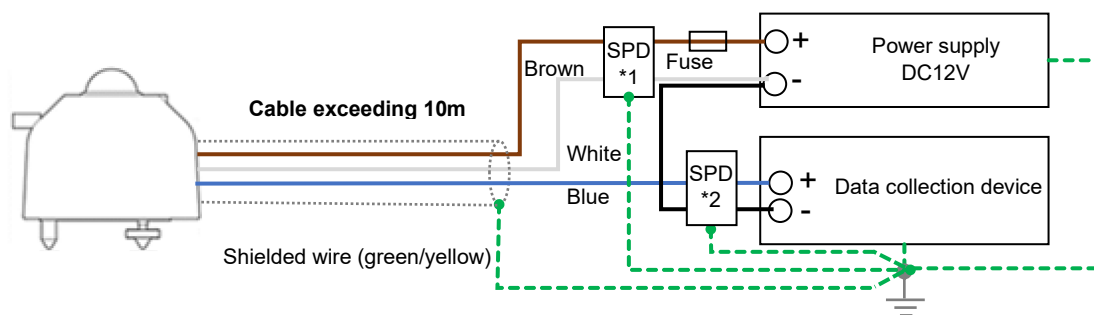 SPD
*1
Fuse
+
-
Power supply
DC12V
Brown
Cable exceeding 10m
White
Blue
SPD
*2
+
-
Data collection device
Shielded wire (green/yellow)